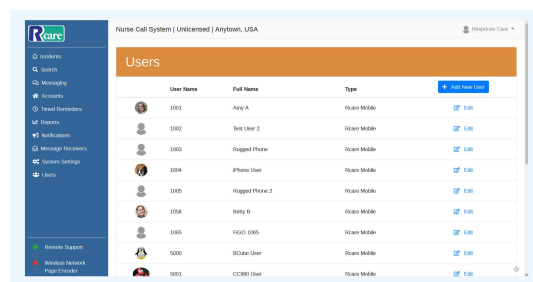 Rcare
Nurse Call System | Unlicensed | Anytown, USA
Response Care
Incidents
Search
Messaging
Accounts
Timed Reminders
Reports
Notifications
Message Receivers
System Settings
Users
Remote Support
Wireless Network
Page Encoder
Users
User Name Full Name Type + Add New User
1001 Amy A Rcare Mobile Edit
1002 Test User 2 Rcare Mobile Edit
1003 Rugged Phone Rcare Mobile Edit
1004 iPhone User Rcare Mobile Edit
1005 Rugged Phone 2 Rcare Mobile Edit
1058 Betty B Rcare Mobile Edit
1065 FIGO 1065 Rcare Mobile Edit
5000 BCube User Rcare Mobile Edit
5001 CC980 User Rcare Mobile Edit